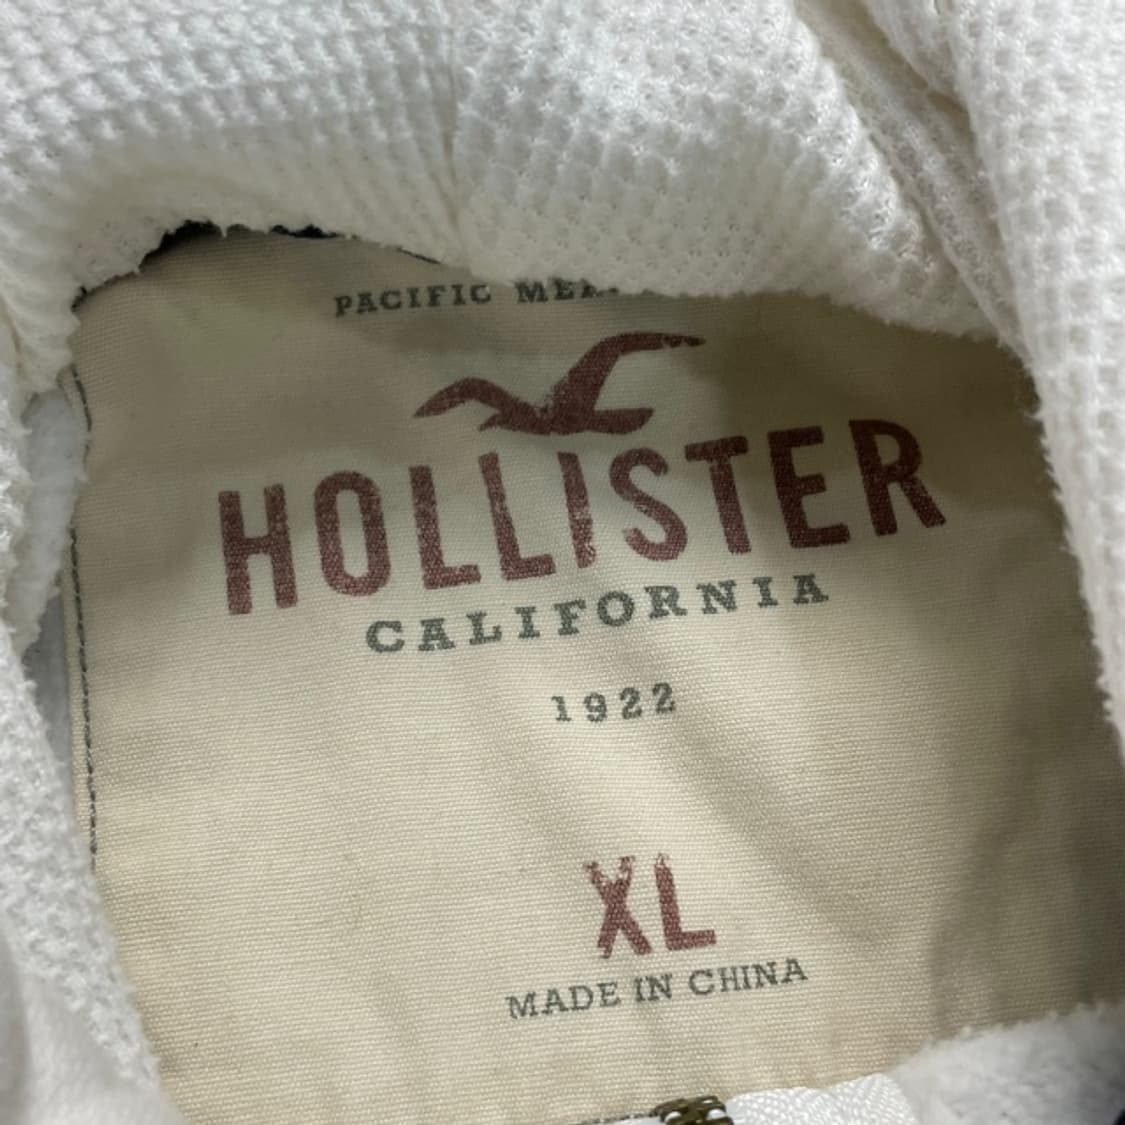 PACIFIC
HOLLISTER
CALIFORNIA
1922
XL
MADE IN CHINA